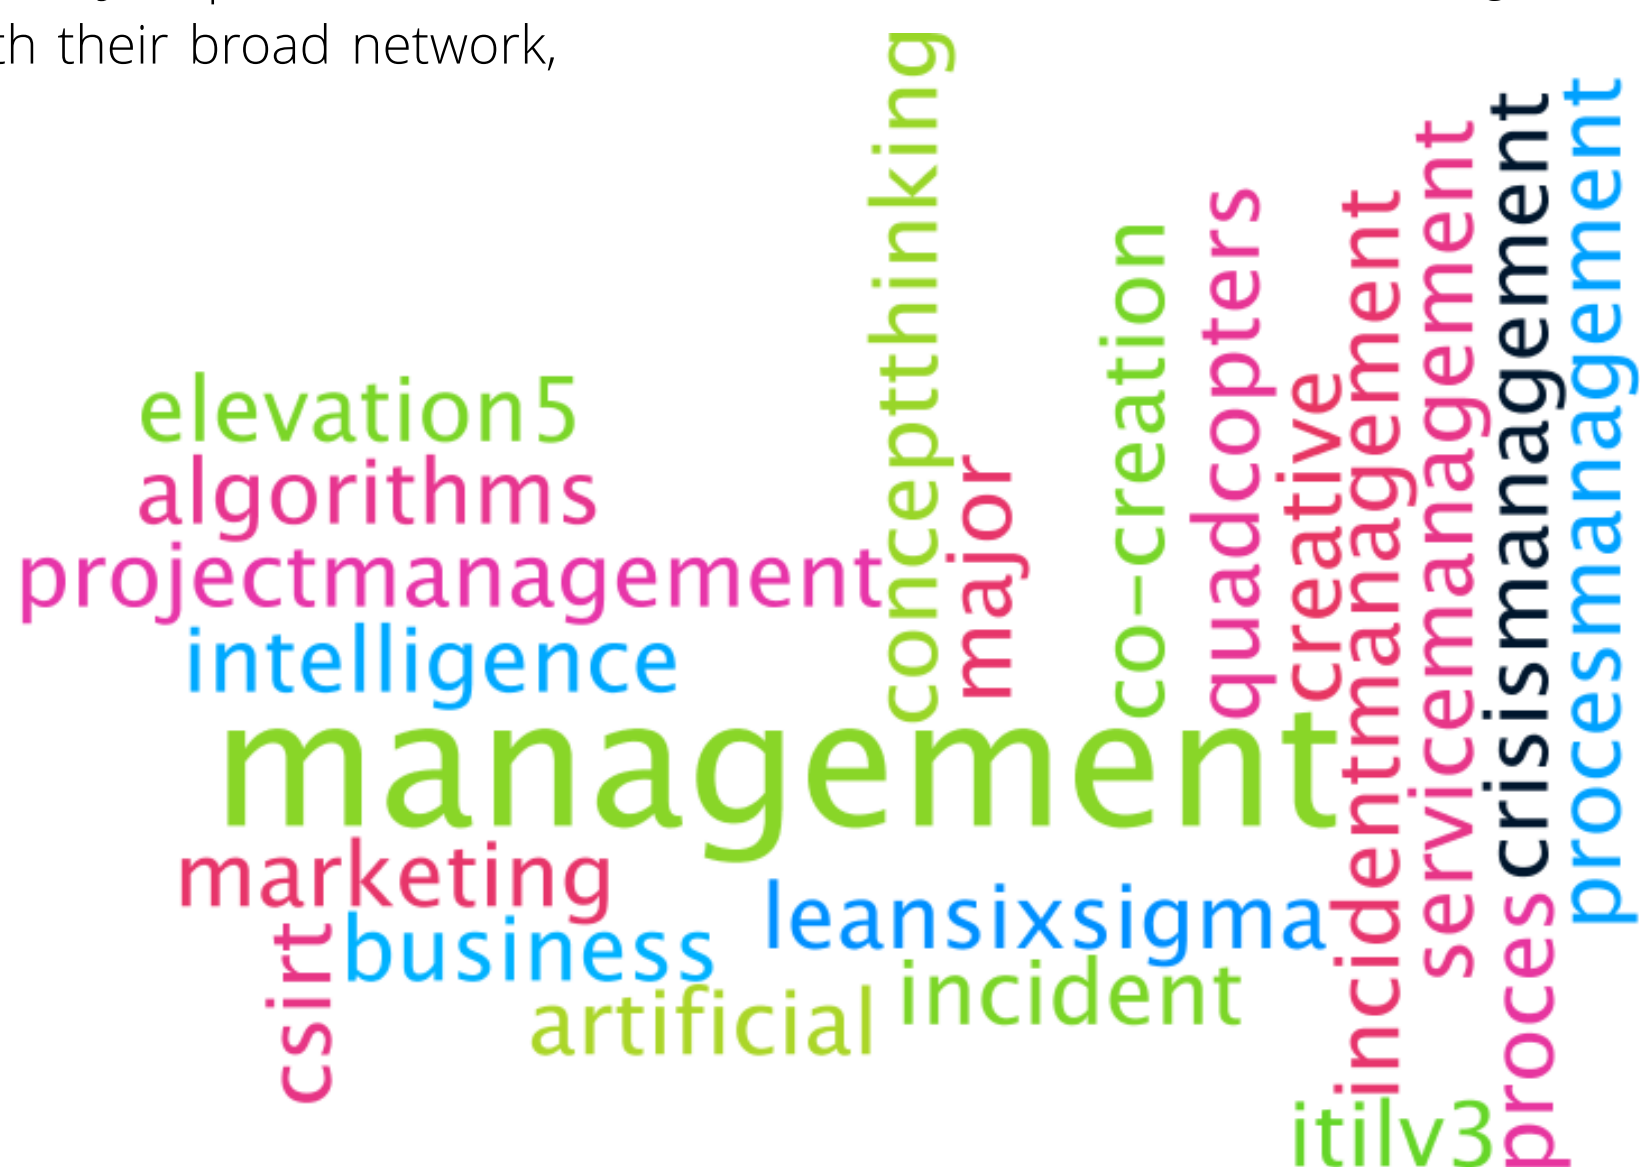 th their broad network,
conceptthinking
major
co-creation
quadcopters
creative
incidentmanagement
servicemanagement
crisismanagement
procesmanagement
elevation5
algorithms
projectmanagement
intelligence
management
marketing
leansixsigma
business
csirt
artificial
incident
proces
itilv3